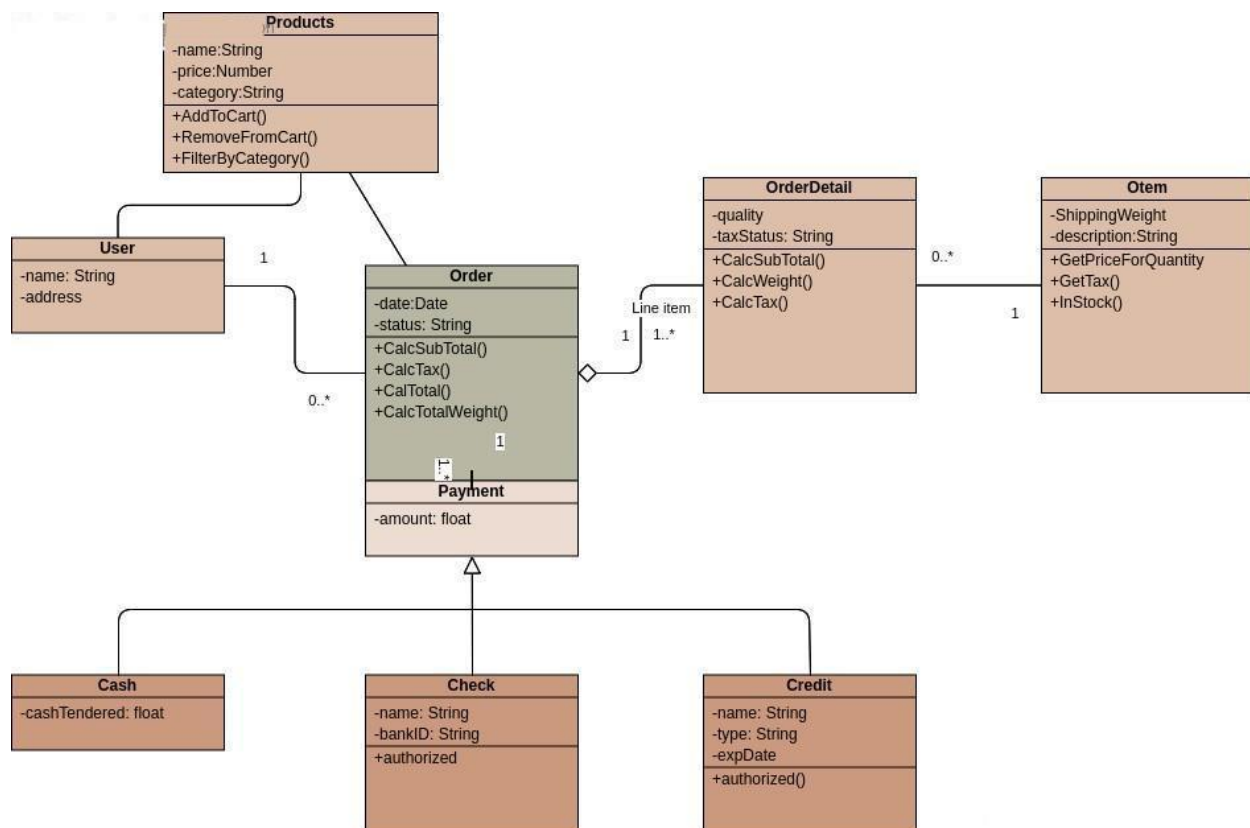 Products
-name:String
-price:Number
-category:String
+AddToCart()
+RemoveFromCart()
+FilterByCategory()
User
-name: String
-address
1
0..*
Order
-date:Date
-status: String
+CalcSubTotal()
+CalcTax()
+CalTotal()
+CalcTotalWeight()
1
1..*
Payment
-amount: float
Line item
1
1..*
OrderDetail
-quality
-taxStatus: String
+CalcSubTotal()
+CalcWeight()
+CalcTax()
0..*
1
Otem
-ShippingWeight
-description:String
+GetPriceForQuantity
+GetTax()
+InStock()
Cash
-cashTendered: float
Check
-name: String
-bankID: String
+authorized
Credit
-name: String
-type: String
-expDate
+authorized()